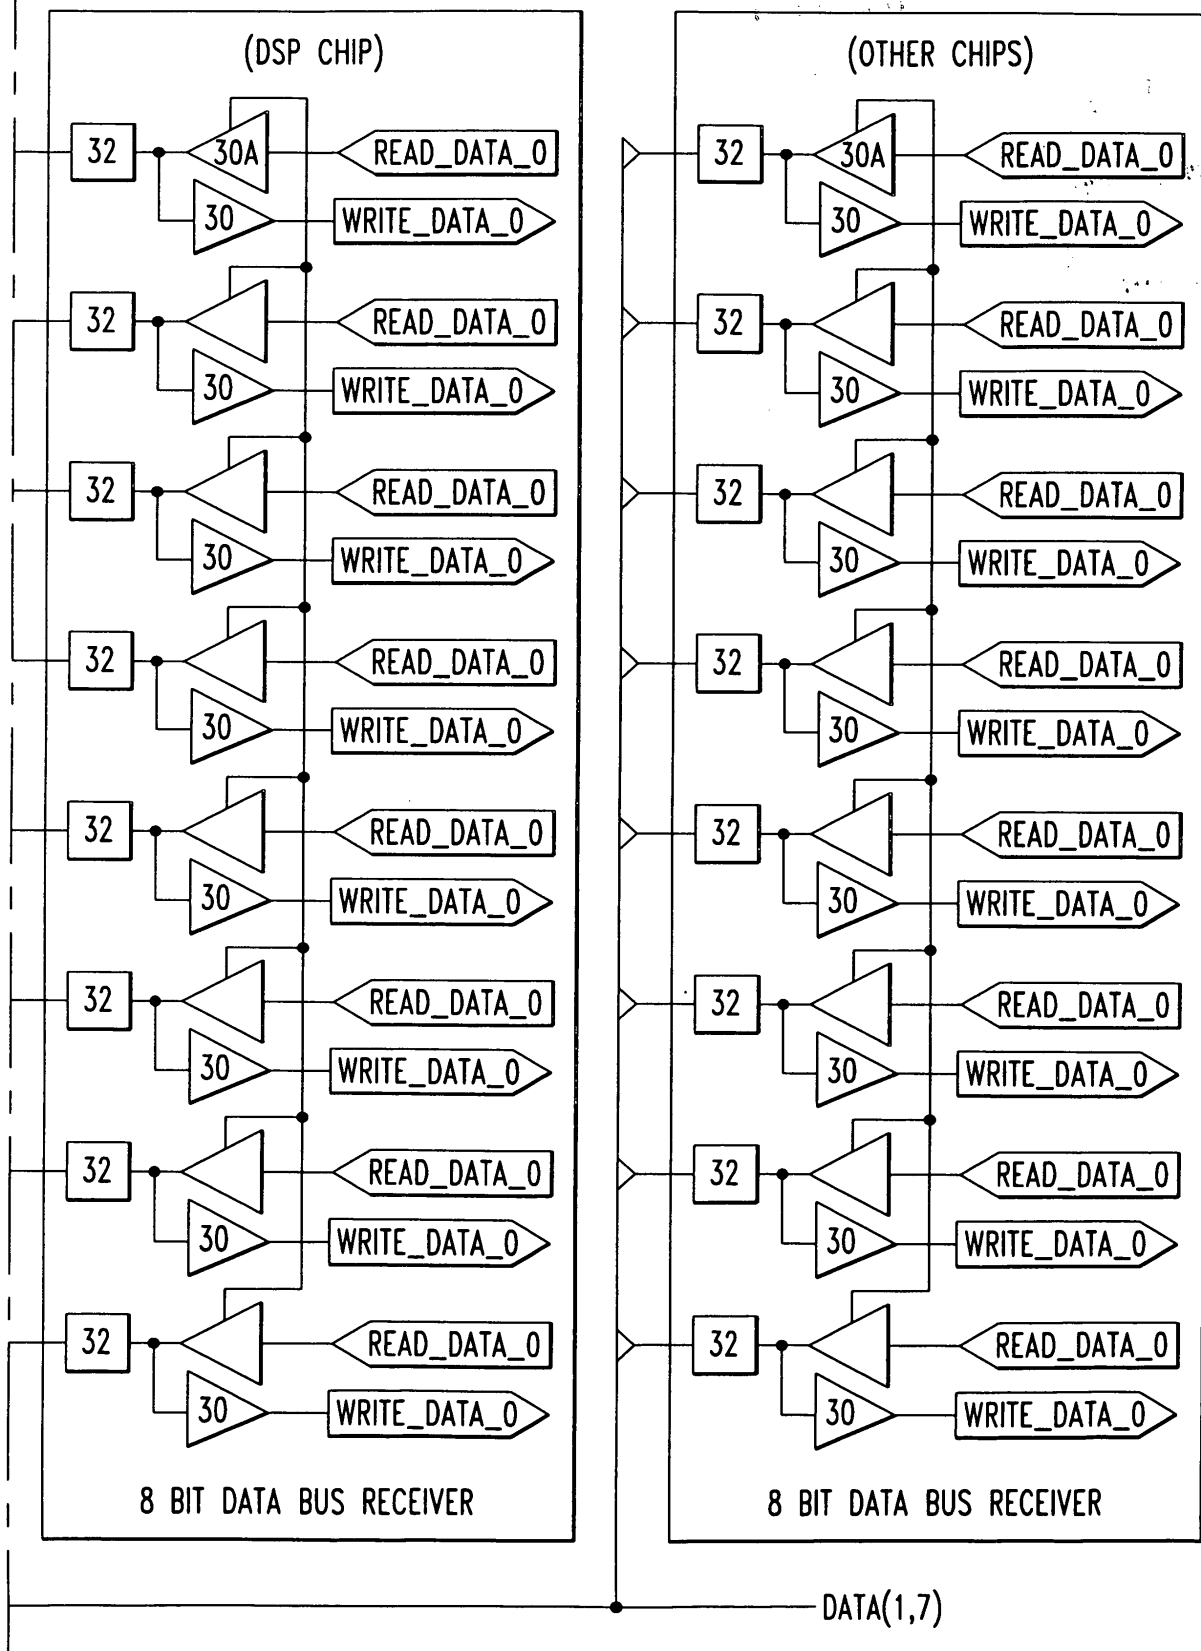 (DSP CHIP)
32
30A
READ_DATA_0
30
WRITE_DATA_0
32
READ_DATA_0
30
WRITE_DATA_0
32
READ_DATA_0
30
WRITE_DATA_0
32
READ_DATA_0
30
WRITE_DATA_0
32
READ_DATA_0
30
WRITE_DATA_0
32
READ_DATA_0
30
WRITE_DATA_0
32
READ_DATA_0
30
WRITE_DATA_0
32
READ_DATA_0
30
WRITE_DATA_0
8 BIT DATA BUS RECEIVER
(OTHER CHIPS)
32
30A
READ_DATA_0
30
WRITE_DATA_0
32
READ_DATA_0
30
WRITE_DATA_0
32
READ_DATA_0
30
WRITE_DATA_0
32
READ_DATA_0
30
WRITE_DATA_0
32
READ_DATA_0
30
WRITE_DATA_0
32
READ_DATA_0
30
WRITE_DATA_0
32
READ_DATA_0
30
WRITE_DATA_0
32
READ_DATA_0
30
WRITE_DATA_0
8 BIT DATA BUS RECEIVER
DATA(1,7)